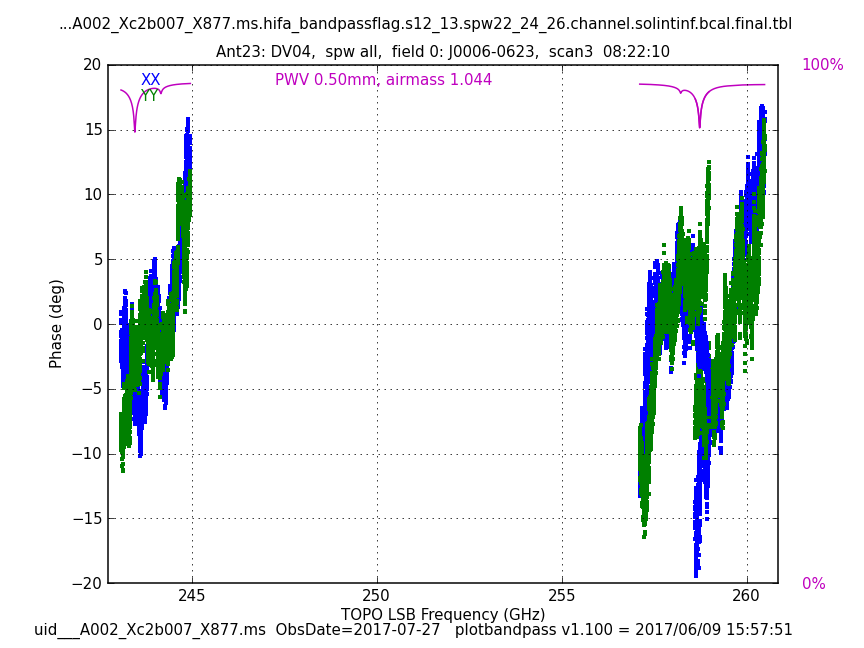 ...A002_Xc2b007_X877.ms.hifa_bandpassflag.s12_13.spw22_24_26.channel.solintinf.bcal.final.tbl
Ant23: DV04,  spw all,  field 0: J0006-0623,  scan3  08:22:10
20
100%
XX
PWV 0.50mm, airmass 1.044
YY
15
10
5
0
Phase (deg)
−5
−10
−15
−20
0%
245
250
255
260
TOPO LSB Frequency (GHz)
uid___A002_Xc2b007_X877.ms  ObsDate=2017-07-27   plotbandpass v1.100 = 2017/06/09 15:57:51